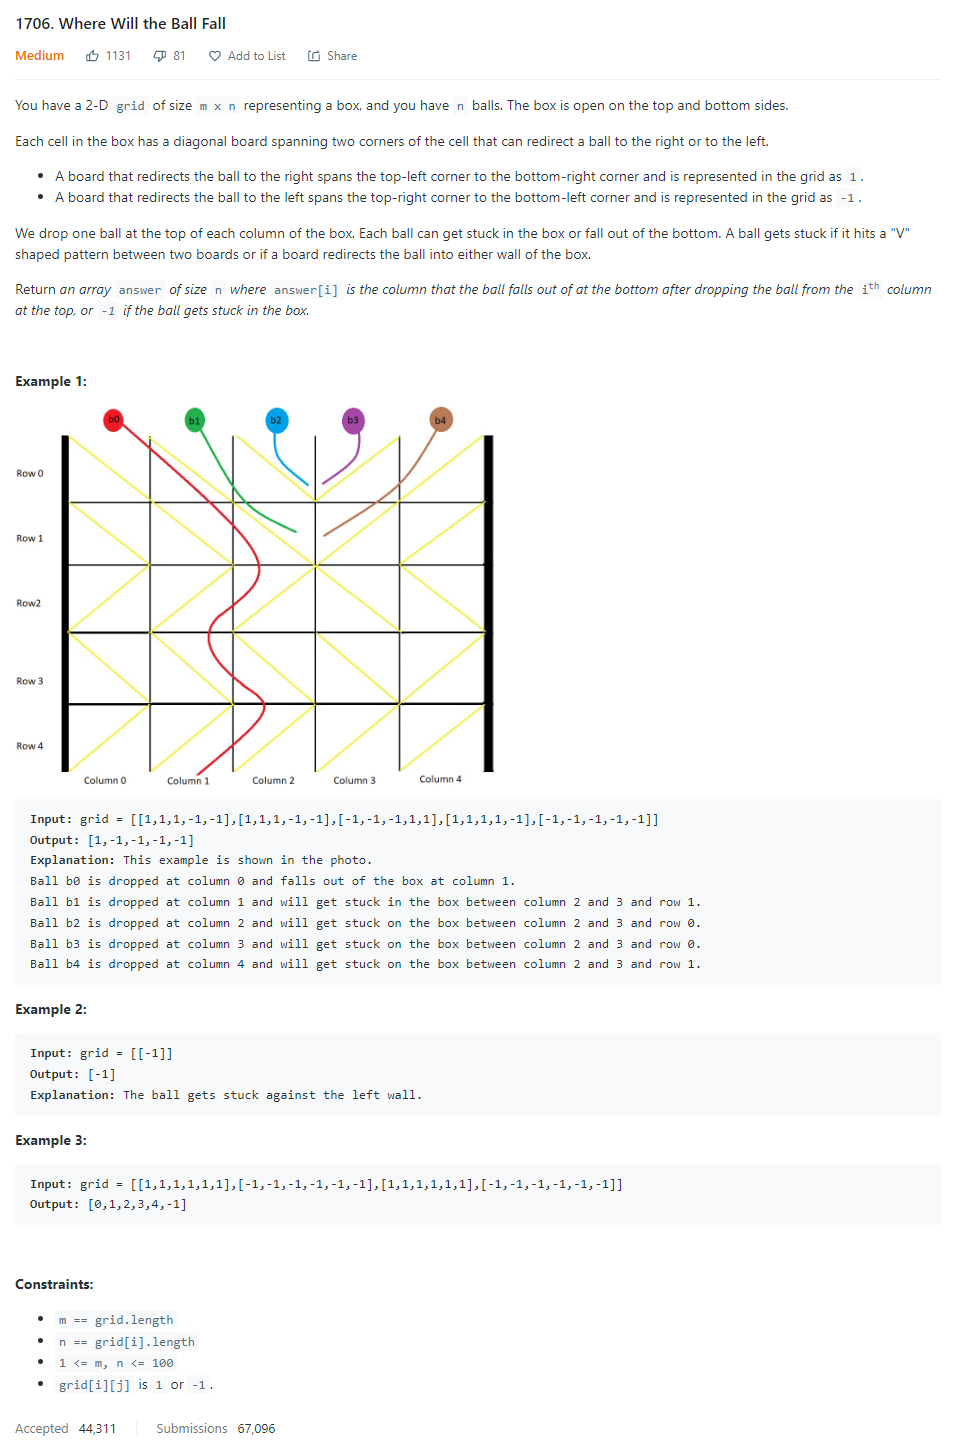 1706. Where Will the Ball Fall
Medium 1131 81 Add to List Share
You have a 2-D grid of size m x n representing a box, and you have n balls. The box is open on the top and bottom sides.
Each cell in the box has a diagonal board spanning two corners of the cell that can redirect a ball to the right or to the left.
• A board that redirects the ball to the right spans the top-left corner to the bottom-right corner and is represented in the grid as 1.
• A board that redirects the ball to the left spans the top-right corner to the bottom-left corner and is represented in the grid as -1.
We drop one ball at the top of each column of the box. Each ball can get stuck in the box or fall out of the bottom. A ball gets stuck if it hits a "V"
shaped pattern between two boards or if a board redirects the ball into either wall of the box.
Return an array answer of size n where answer[i] is the column that the ball falls out of at the bottom after dropping the ball from the ith column
at the top, or -1 if the ball gets stuck in the box.
Example 1:
b0 b1 b2 b3 b4
Row 0
Row 1
Row2
Row 3
Row 4
Column 0 Column 1 Column 2 Column 3 Column 4
Input: grid = [[1,1,1,-1,-1],[1,1,1,-1,-1],[-1,-1,-1,1,1],[1,1,1,1,-1],[-1,-1,-1,-1,-1]]
Output: [1,-1,-1,-1,-1]
Explanation: This example is shown in the photo.
Ball b0 is dropped at column 0 and falls out of the box at column 1.
Ball b1 is dropped at column 1 and will get stuck in the box between column 2 and 3 and row 1.
Ball b2 is dropped at column 2 and will get stuck on the box between column 2 and 3 and row 0.
Ball b3 is dropped at column 3 and will get stuck on the box between column 2 and 3 and row 0.
Ball b4 is dropped at column 4 and will get stuck on the box between column 2 and 3 and row 1.
Example 2:
Input: grid = [[-1]]
Output: [-1]
Explanation: The ball gets stuck against the left wall.
Example 3:
Input: grid = [[1,1,1,1,1,1],[-1,-1,-1,-1,-1,-1],[1,1,1,1,1,1],[-1,-1,-1,-1,-1,-1]]
Output: [0,1,2,3,4,-1]
Constraints:
• m == grid.length
• n == grid[i].length
• 1 <= m, n <= 100
• grid[i][j] is 1 or -1.
Accepted 44,311 Submissions 67,096